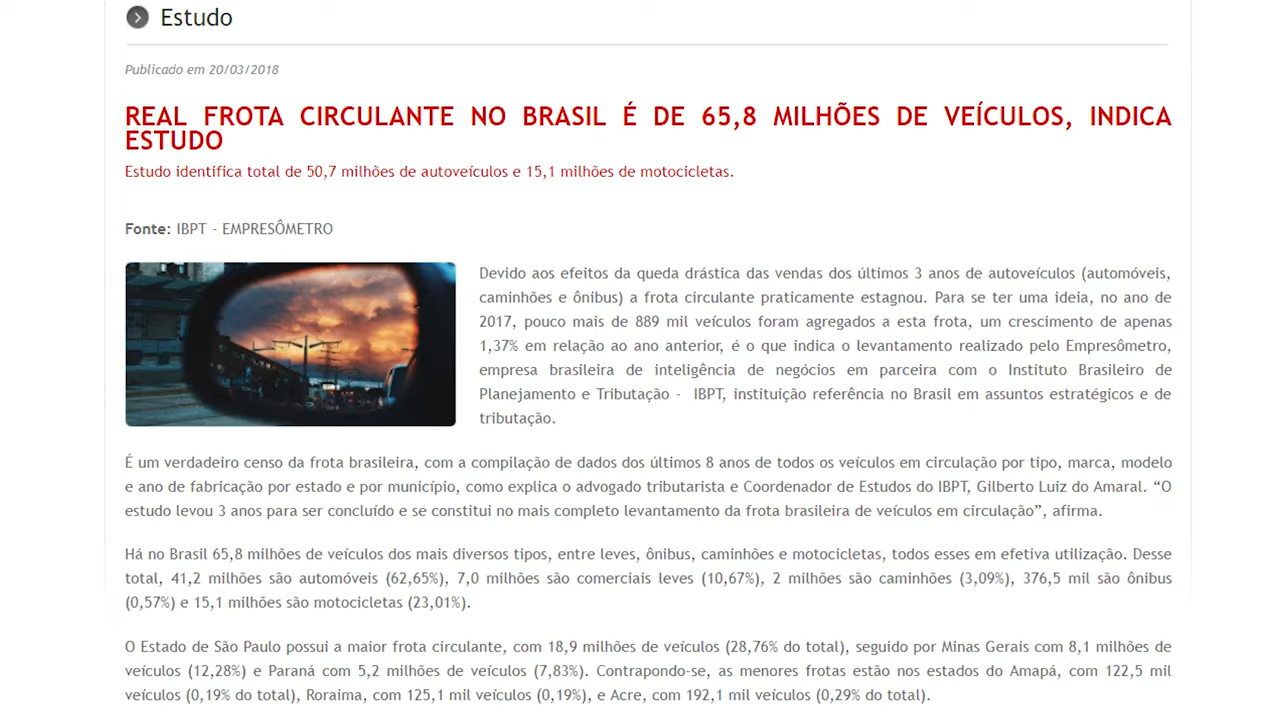 Estudo
Publicado em 20/03/2018
REAL FROTA CIRCULANTE NO BRASIL É DE 65,8 MILHÕES DE VEÍCULOS, INDICA
ESTUDO
Estudo identifica total de 50,7 milhões de autoveículos e 15,1 milhões de motocicletas.
Fonte: IBPT - EMPRESÔMETRO
Devido aos efeitos da queda drástica das vendas dos últimos 3 anos de autoveículos (automóveis,
caminhões e ônibus) a frota circulante praticamente estagnou. Para se ter uma ideia, no ano de
2017, pouco mais de 889 mil veículos foram agregados a esta frota, um crescimento de apenas
1,37% em relação ao ano anterior, é o que indica o levantamento realizado pelo Empresômetro,
empresa brasileira de inteligência de negócios em parceira com o Instituto Brasileiro de
Planejamento e Tributação - IBPT, instituição referência no Brasil em assuntos estratégicos e de
tributação.
É um verdadeiro censo da frota brasileira, com a compilação de dados dos últimos 8 anos de todos os veículos em circulação por tipo, marca, modelo
e ano de fabricação por estado e por município, como explica o advogado tributarista e Coordenador de Estudos do IBPT, Gilberto Luiz do Amaral. “O
estudo levou 3 anos para ser concluído e se constitui no mais completo levantamento da frota brasileira de veículos em circulação”, afirma.
Há no Brasil 65,8 milhões de veículos dos mais diversos tipos, entre leves, ônibus, caminhões e motocicletas, todos esses em efetiva utilização. Desse
total, 41,2 milhões são automóveis (62,65%), 7,0 milhões são comerciais leves (10,67%), 2 milhões são caminhões (3,09%), 376,5 mil são ônibus
(0,57%) e 15,1 milhões são motocicletas (23,01%).
O Estado de São Paulo possui a maior frota circulante, com 18,9 milhões de veículos (28,76% do total), seguido por Minas Gerais com 8,1 milhões de
veículos (12,28%) e Paraná com 5,2 milhões de veículos (7,83%). Contrapondo-se, as menores frotas estão nos estados do Amapá, com 122,5 mil
veículos (0,19% do total), Roraima, com 125,1 mil veículos (0,19%), e Acre, com 192,1 mil veículos (0,29% do total).